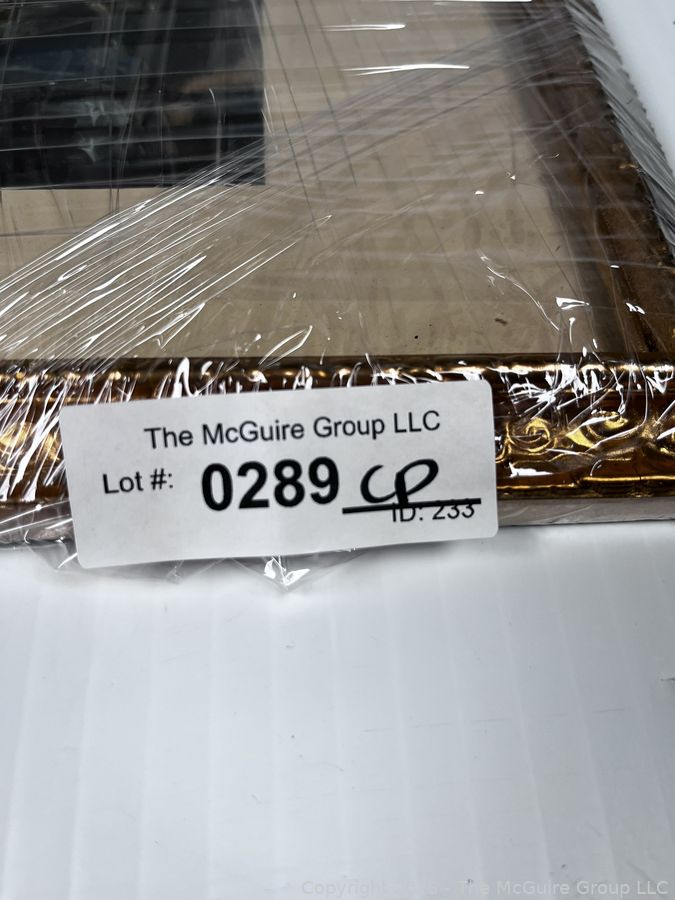 The McGuire Group LLC
Lot #: 0289 CP
ID: 233
The McGuire Group LLC